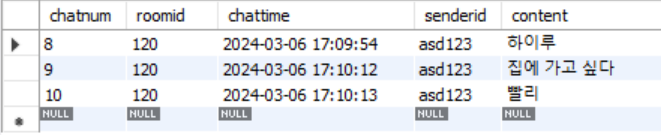 chatnum roomid chattime senderid content
8 120 2024-03-06 17:09:54 asd123 하이루
9 120 2024-03-06 17:10:12 asd123 집에 가고 싶다
10 120 2024-03-06 17:10:13 asd123 빨리
NULL NULL NULL NULL NULL